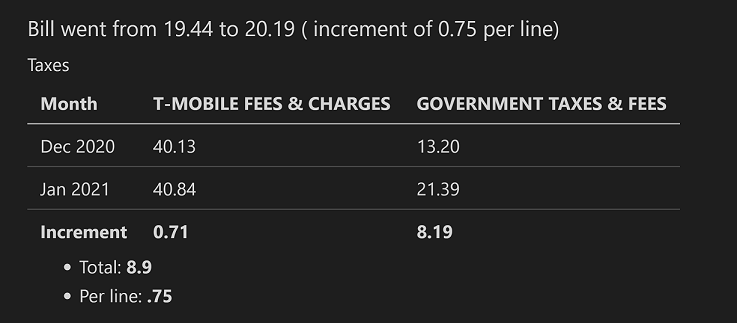 Bill went from 19.44 to 20.19 ( increment of 0.75 per line)
Taxes
Month T-MOBILE FEES & CHARGES GOVERNMENT TAXES & FEES
Dec 2020 40.13 13.20
Jan 2021 40.84 21.39
Increment 0.71 8.19
• Total: 8.9
• Per line: .75